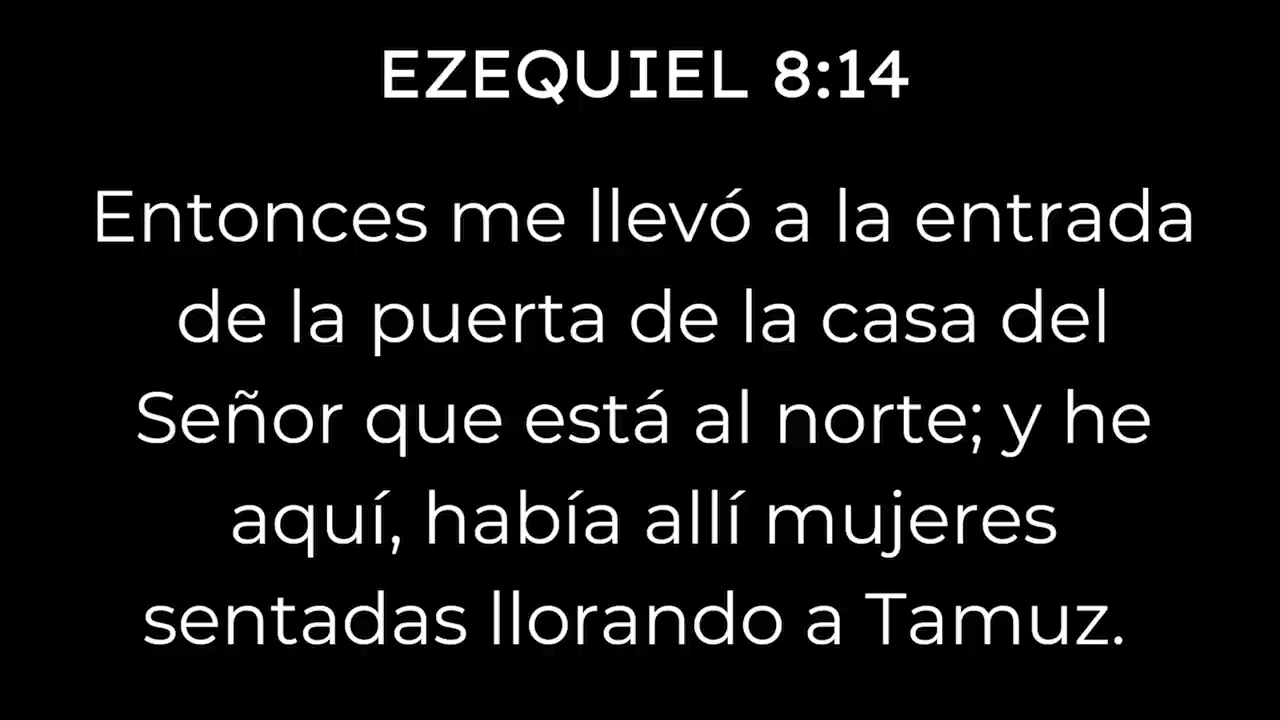 EZEQUIEL 8:14
Entonces me llevó a la entrada
de la puerta de la casa del
Señor que está al norte; y he
aquí, había allí mujeres
sentadas llorando a Tamuz.